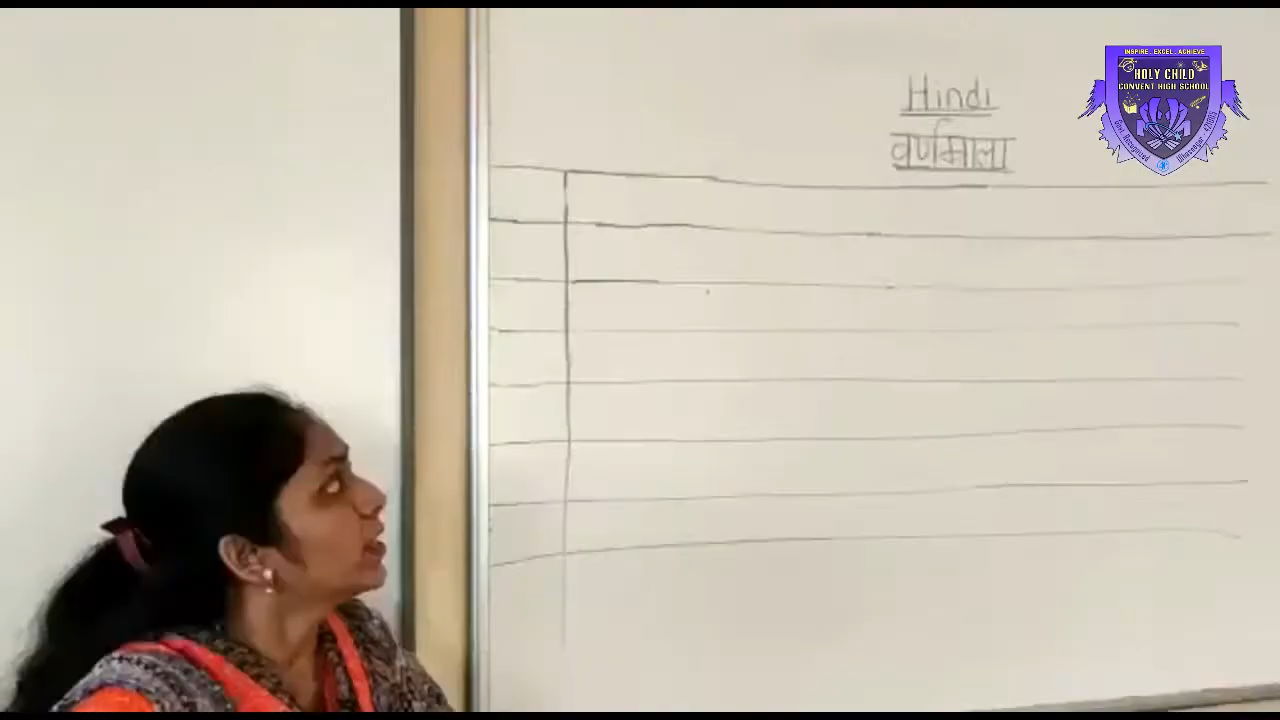 Hindi
वर्णमाला
INSPIRE. EXCEL. ACHIEVE.
HOLY CHILD
CONVENT HIGH SCHOOL